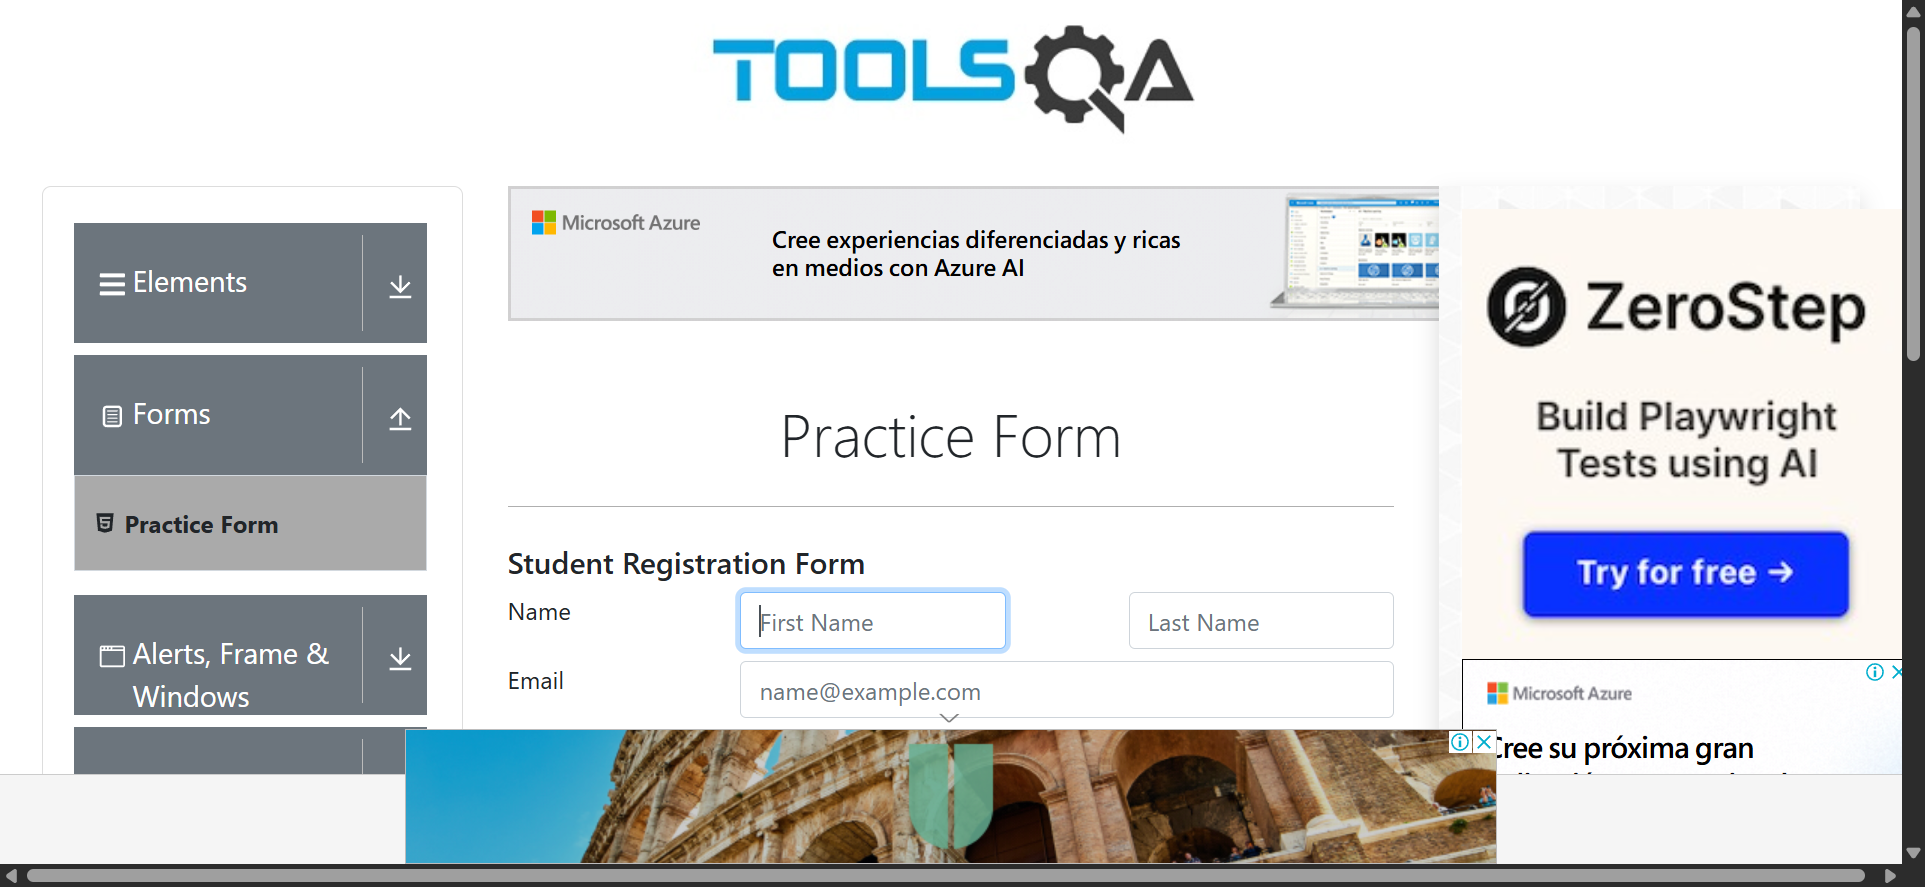 TOOLSQA
Elements
Forms
Practice Form
Alerts, Frame &
Windows
Microsoft Azure
Cree experiencias diferenciadas y ricas
en medios con Azure AI
Practice Form
Student Registration Form
Name
First Name
Last Name
Email
name@example.com
ZeroStep
Build Playwright
Tests using AI
Try for free →
Microsoft Azure
Cree su próxima gran